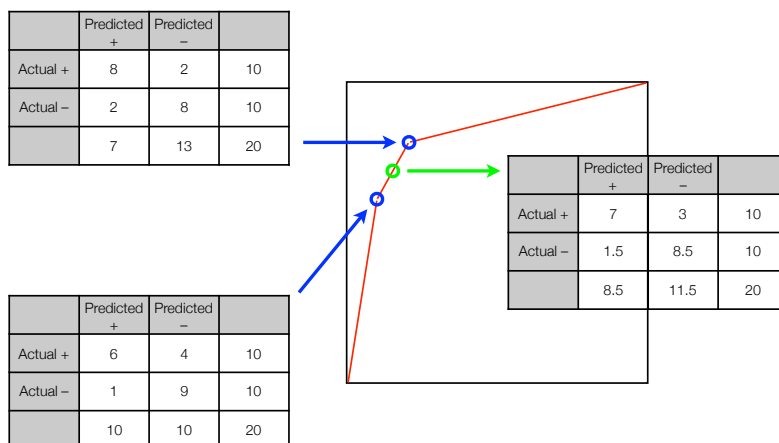 Predicted + Predicted –
Actual + 8 2 10
Actual – 2 8 10
7 13 20
Predicted + Predicted –
Actual + 7 3 10
Actual – 1.5 8.5 10
8.5 11.5 20
Predicted + Predicted –
Actual + 6 4 10
Actual – 1 9 10
10 10 20